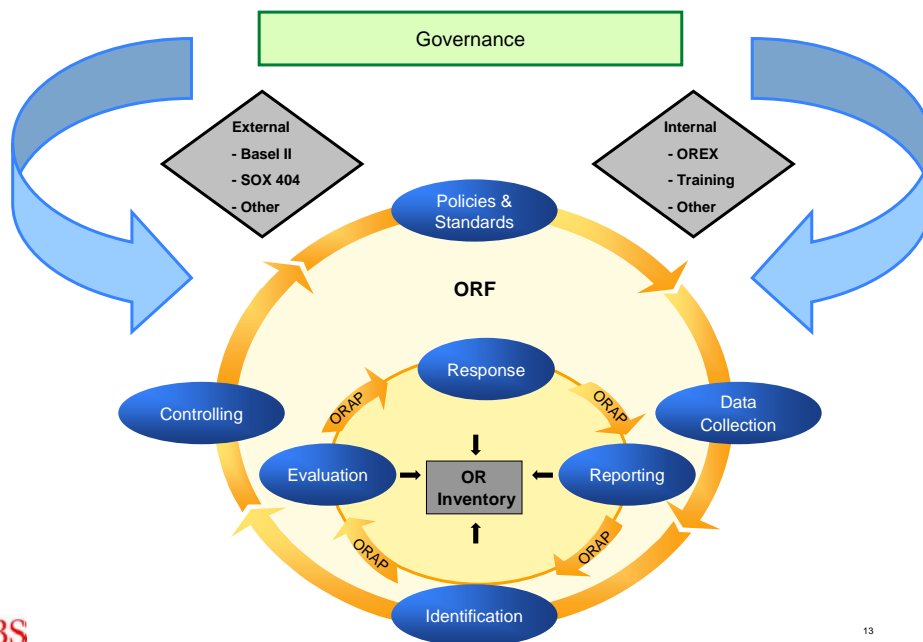 Governance
External
- Basel II
- SOX 404
- Other
Internal
- OREX
- Training
- Other
Policies &
Standards
ORF
Response
ORAP
ORAP
Controlling
Data
Collection
Evaluation
OR
Inventory
Reporting
ORAP
ORAP
Identification
13